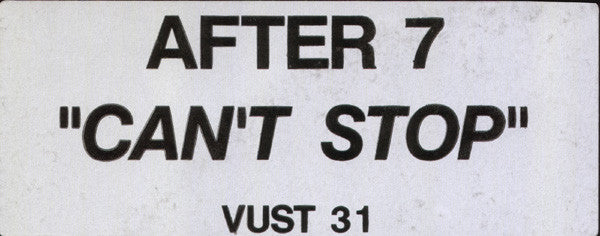 AFTER 7
"CAN'T STOP"
VUST 31